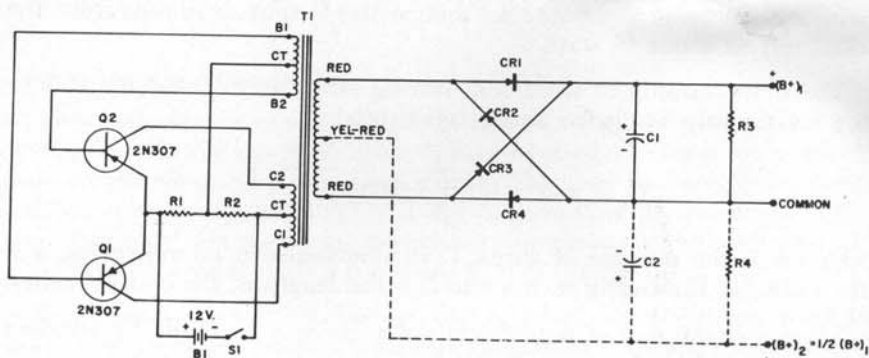 B1
T1
CT
B2
RED
CR1
+
(B+)1
Q2
2N307
CR2
YEL-RED
CR3
+
C1
R3
C2
RED
CR4
COMMON
R1
R2
CT
C1
Q1
2N307
C2
+
R4
+ 12V. -
B1
S1
(B+)2 =1/2 (B+)1